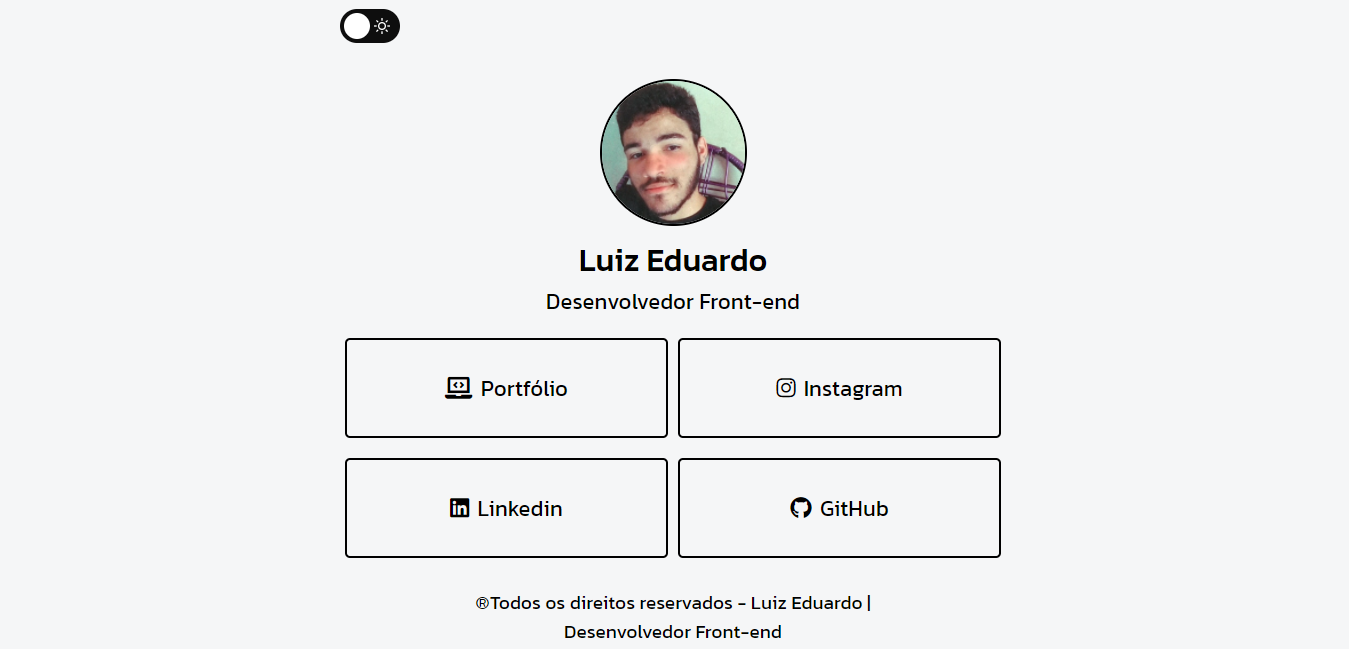 Luiz Eduardo
Desenvolvedor Front-end
Portfólio
Instagram
Linkedin
GitHub
®Todos os direitos reservados - Luiz Eduardo |
Desenvolvedor Front-end